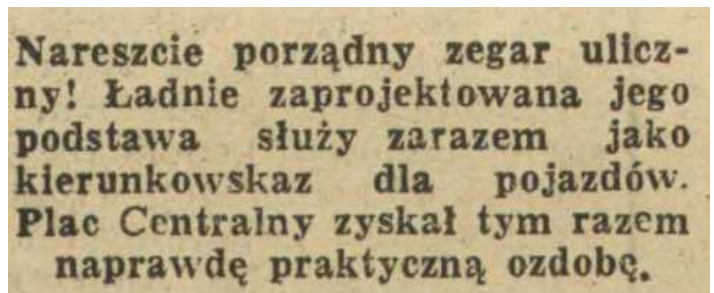 Nareszcie porządny zegar ulicz-
ny! Ładnie zaprojektowana jego
podstawa służy zarazem jako
kierunkowskaz dla pojazdów.
Plac Centralny zyskał tym razem
naprawdę praktyczną ozdobę.